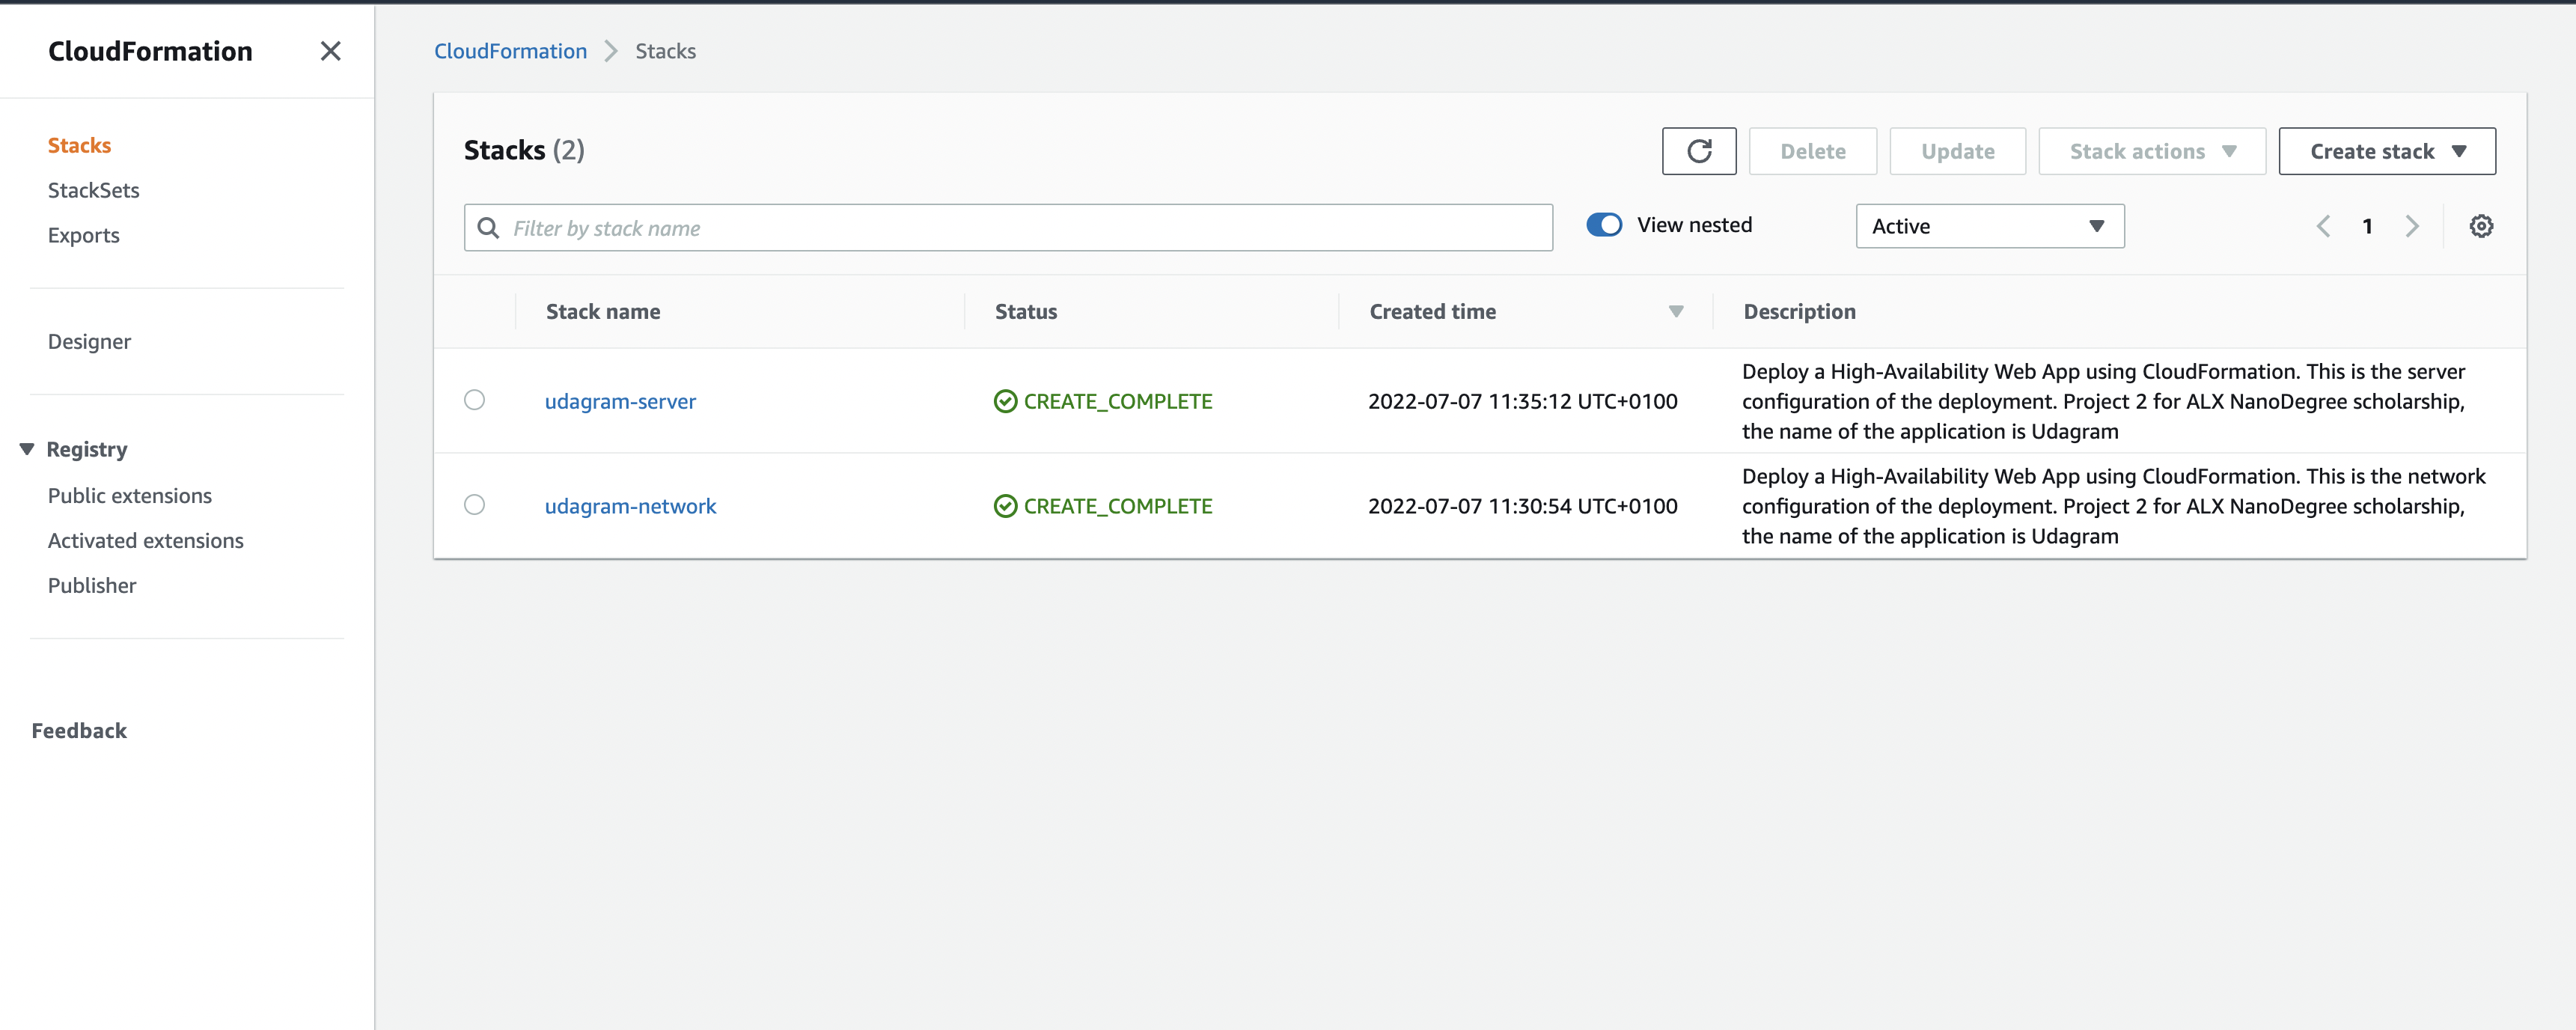 CloudFormation
Stacks
StackSets
Exports
Designer
Registry
Public extensions
Activated extensions
Publisher
Feedback
CloudFormation Stacks
Stacks (2)
Delete Update Stack actions Create stack
Filter by stack name View nested Active 1
Stack name Status Created time Description
udagram-server CREATE_COMPLETE 2022-07-07 11:35:12 UTC+0100
Deploy a High-Availability Web App using CloudFormation. This is the server
configuration of the deployment. Project 2 for ALX NanoDegree scholarship,
the name of the application is Udagram
udagram-network CREATE_COMPLETE 2022-07-07 11:30:54 UTC+0100
Deploy a High-Availability Web App using CloudFormation. This is the network
configuration of the deployment. Project 2 for ALX NanoDegree scholarship,
the name of the application is Udagram